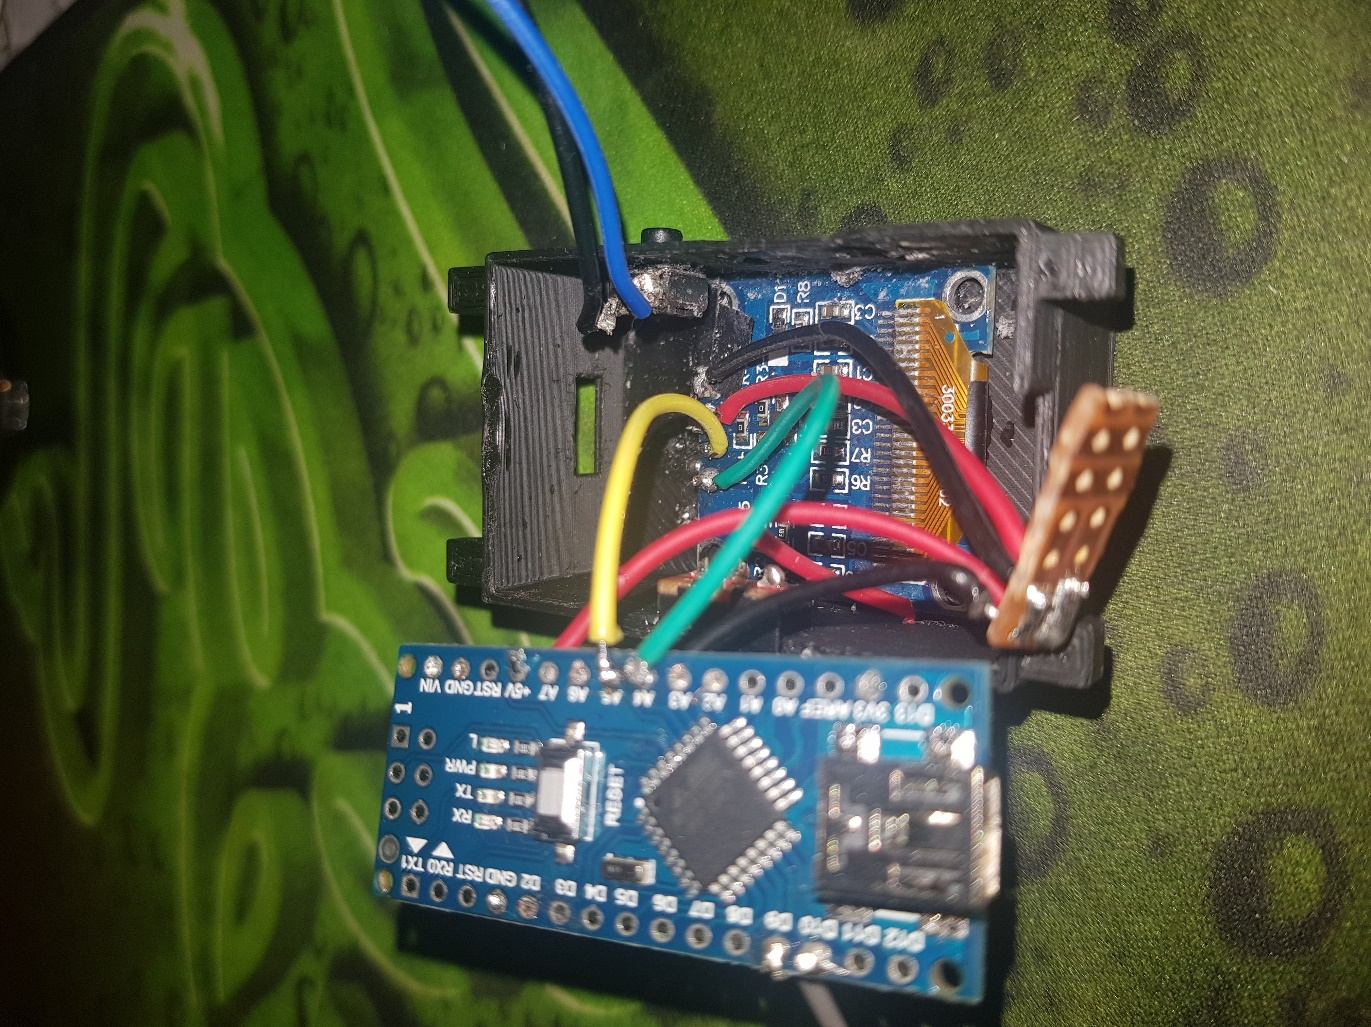 D1
R8
C3
R3
C1
C3
R7
R6
VIN GND RST +5V A7 A6 A5 A4 A3 A2 A1 A0 AREF 3V3 D13
1
L
PWR
TX
RX
RESET
TX1 RX0 RST GND D2 D3 D4 D5 D6 D7 D8 D9 D10 D11 D12